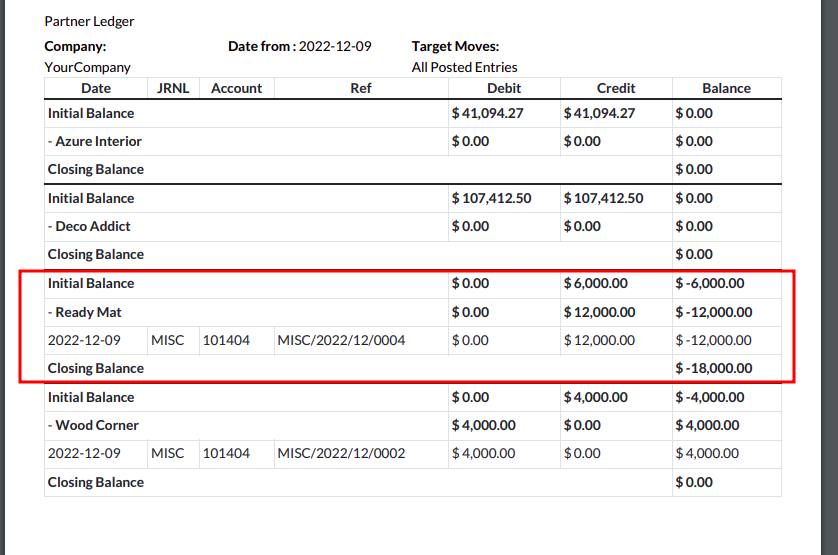 Partner Ledger
Company: Date from : 2022-12-09 Target Moves:
YourCompany All Posted Entries
Date JRNL Account Ref Debit Credit Balance
Initial Balance $ 41,094.27 $ 41,094.27 $ 0.00
- Azure Interior $ 0.00 $ 0.00 $ 0.00
Closing Balance $ 0.00
Initial Balance $ 107,412.50 $ 107,412.50 $ 0.00
- Deco Addict $ 0.00 $ 0.00 $ 0.00
Closing Balance $ 0.00
Initial Balance $ 0.00 $ 6,000.00 $ -6,000.00
- Ready Mat $ 0.00 $ 12,000.00 $ -12,000.00
2022-12-09 MISC 101404 MISC/2022/12/0004 $ 0.00 $ 12,000.00 $ -12,000.00
Closing Balance $ -18,000.00
Initial Balance $ 0.00 $ 4,000.00 $ -4,000.00
- Wood Corner $ 4,000.00 $ 0.00 $ 4,000.00
2022-12-09 MISC 101404 MISC/2022/12/0002 $ 4,000.00 $ 0.00 $ 4,000.00
Closing Balance $ 0.00